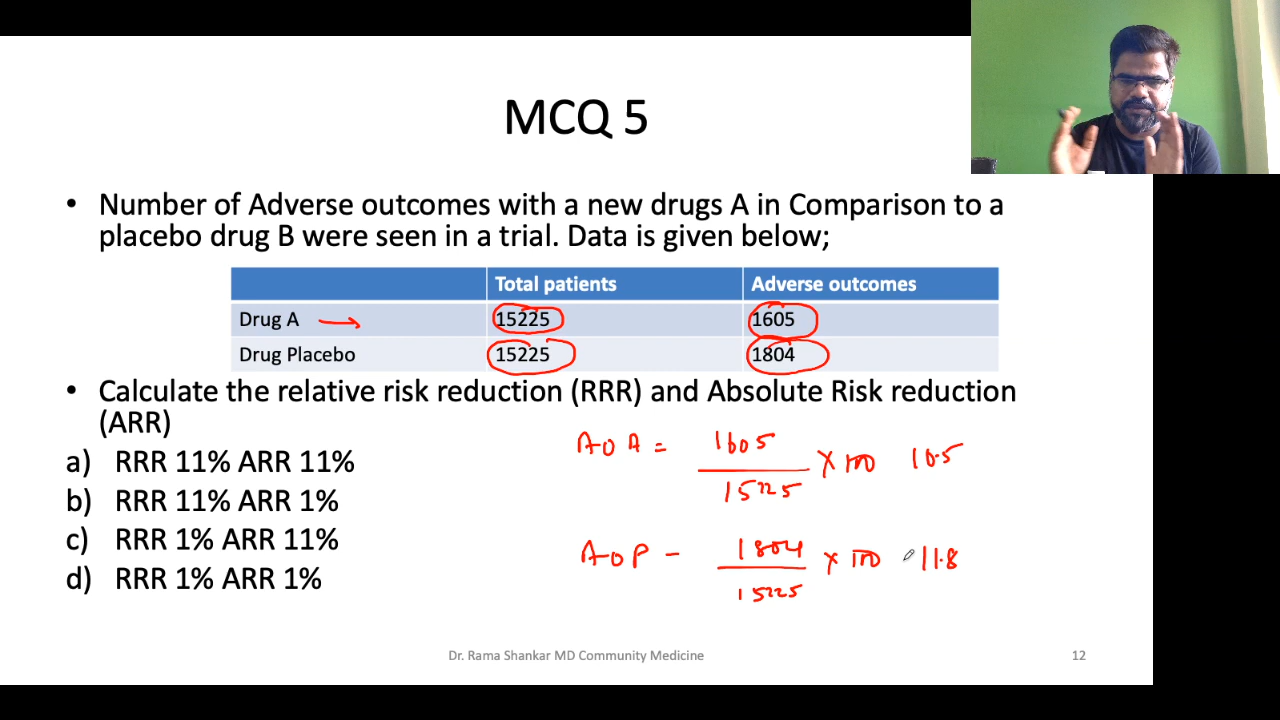 MCQ 5
• Number of Adverse outcomes with a new drugs A in Comparison to a
placebo drug B were seen in a trial. Data is given below;
Total patients Adverse outcomes
Drug A 15225 1605
Drug Placebo 15225 1804
• Calculate the relative risk reduction (RRR) and Absolute Risk reduction
(ARR)
a) RRR 11% ARR 11%
b) RRR 11% ARR 1%
c) RRR 1% ARR 11%
d) RRR 1% ARR 1%
AOA = 1605
15225
× 100 10.5
AOP - 1804
15225
× 100 11.8
Dr. Rama Shankar MD Community Medicine 12